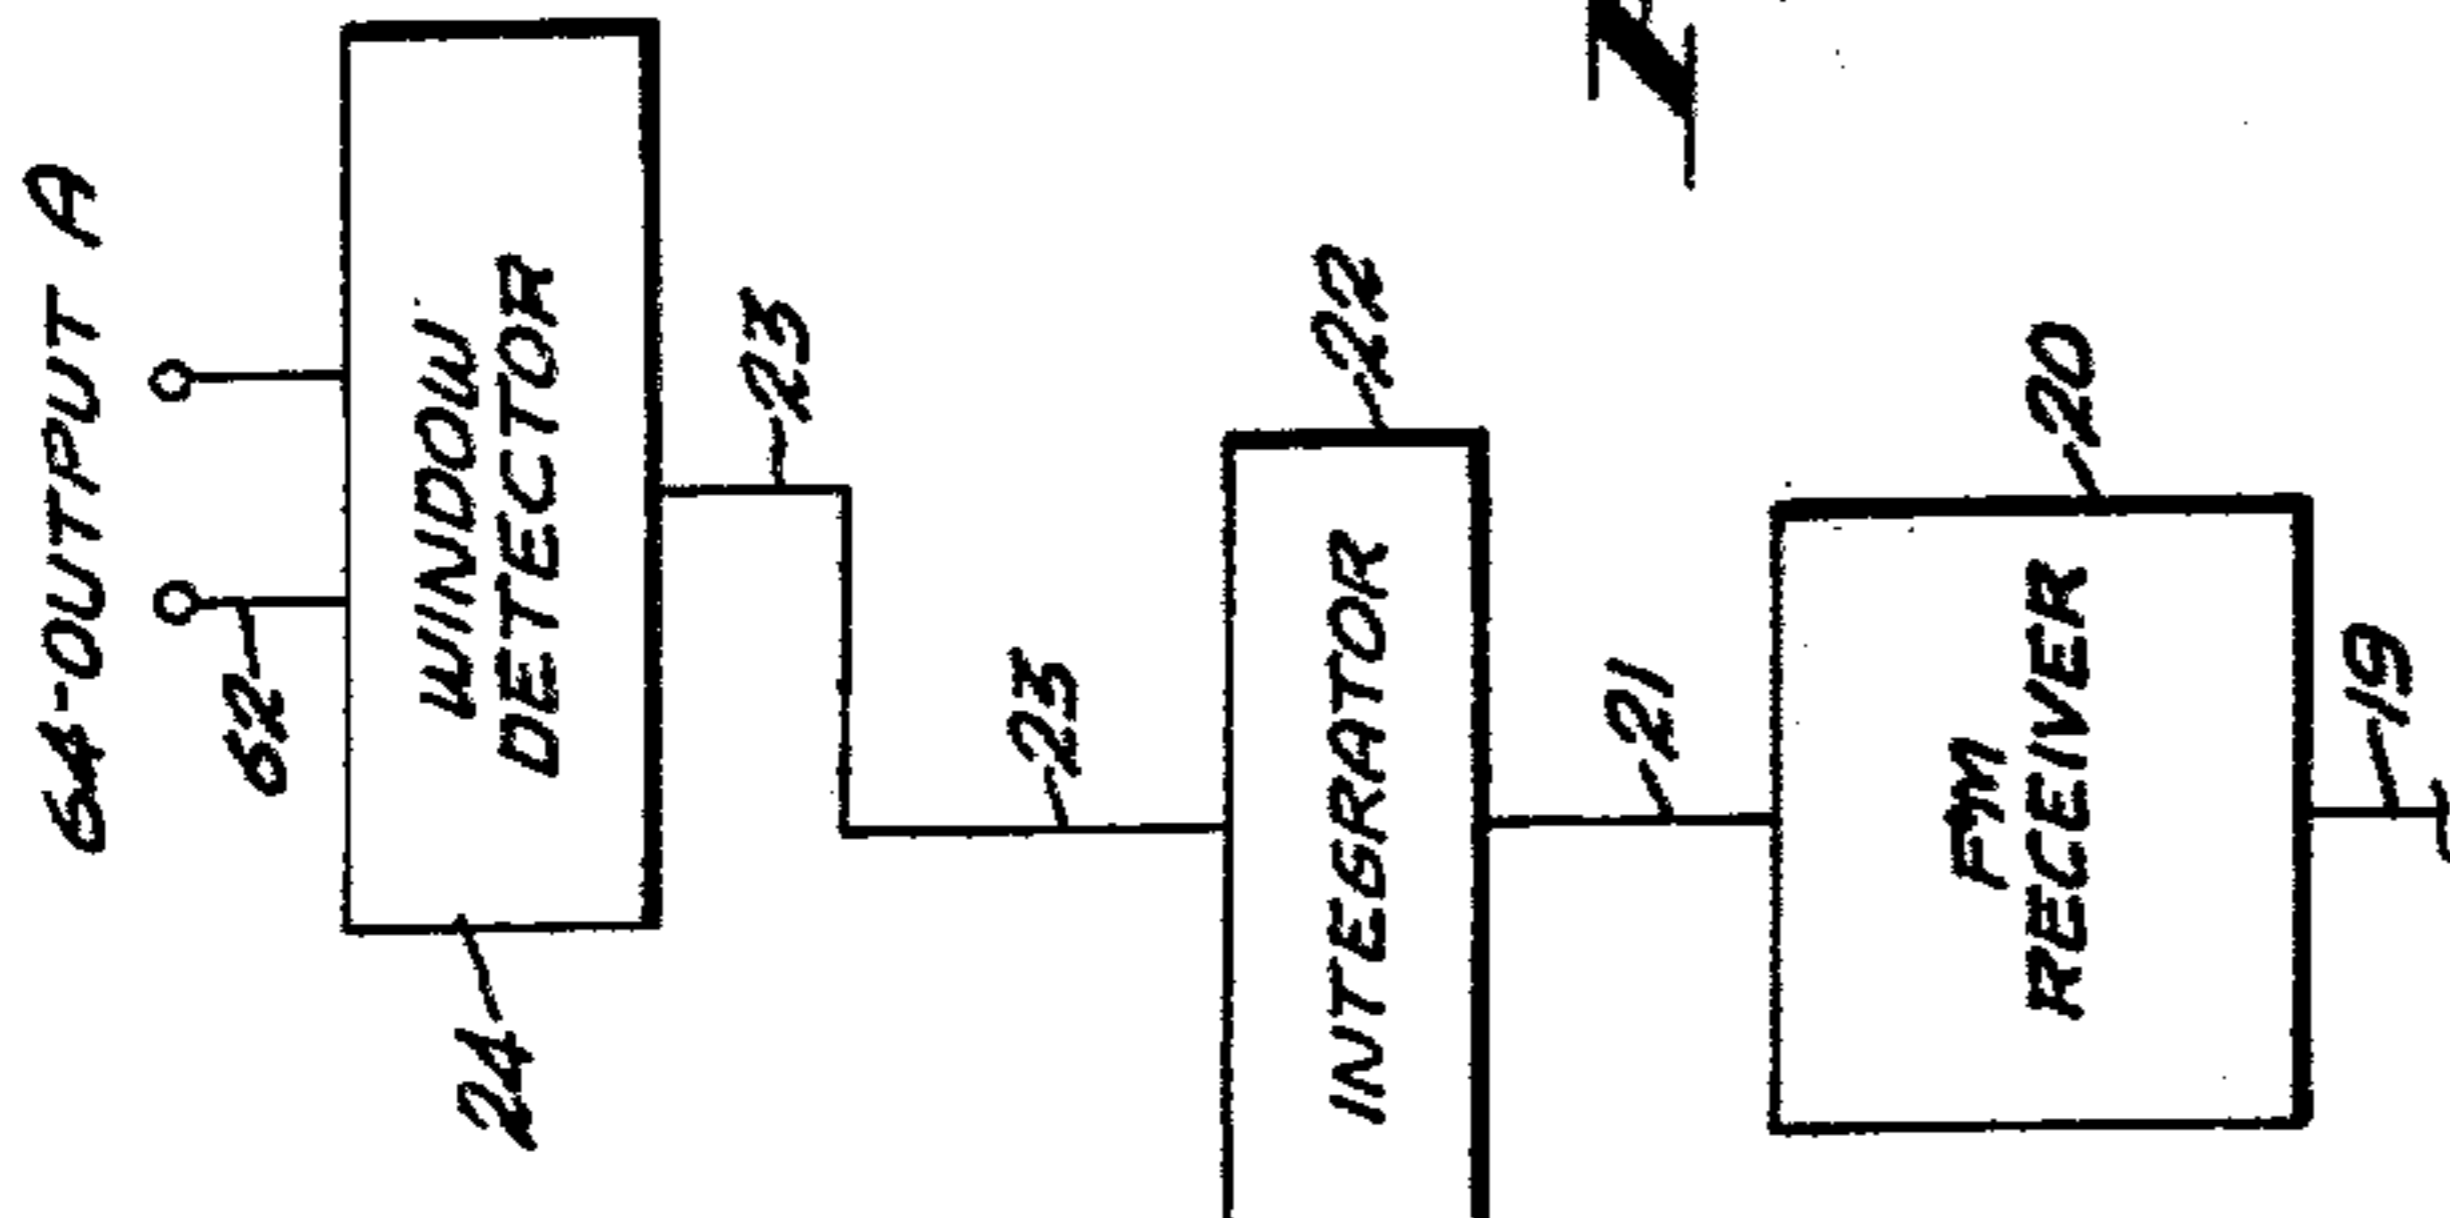 64-OUTPUT A
62
WINDOW
DETECTOR
24
23
23
INTEGRATOR
22
21
FM
RECEIVER
20
19